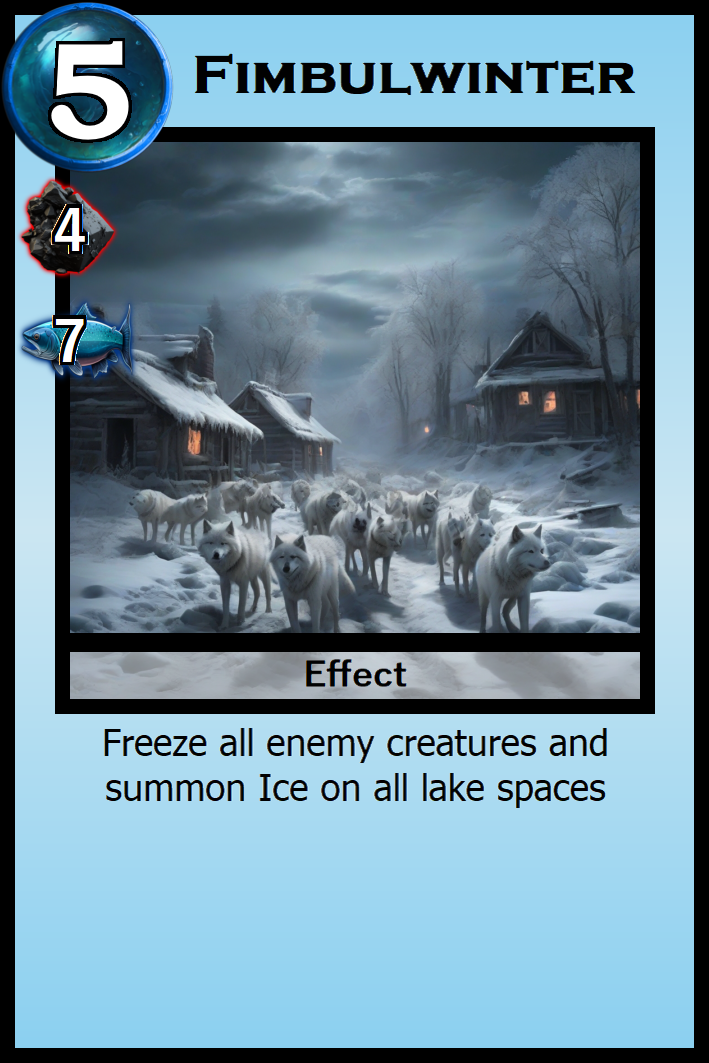 5
Fimbulwinter
4
7
Effect
Freeze all enemy creatures and
summon Ice on all lake spaces